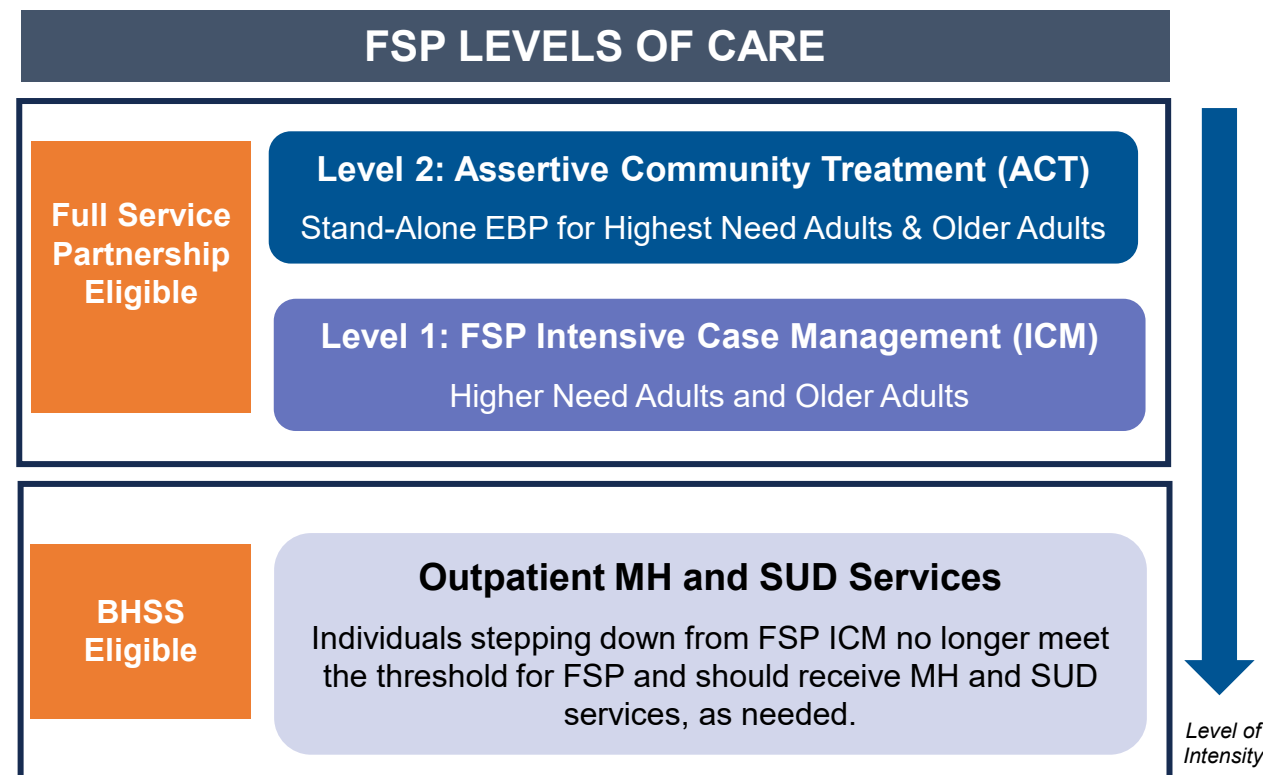 FSP LEVELS OF CARE
Full Service
Partnership
Eligible
Level 2: Assertive Community Treatment (ACT)
Stand-Alone EBP for Highest Need Adults & Older Adults
Level 1: FSP Intensive Case Management (ICM)
Higher Need Adults and Older Adults
BHSS
Eligible
Outpatient MH and SUD Services
Individuals stepping down from FSP ICM no longer meet
the threshold for FSP and should receive MH and SUD
services, as needed.
Level of
Intensity